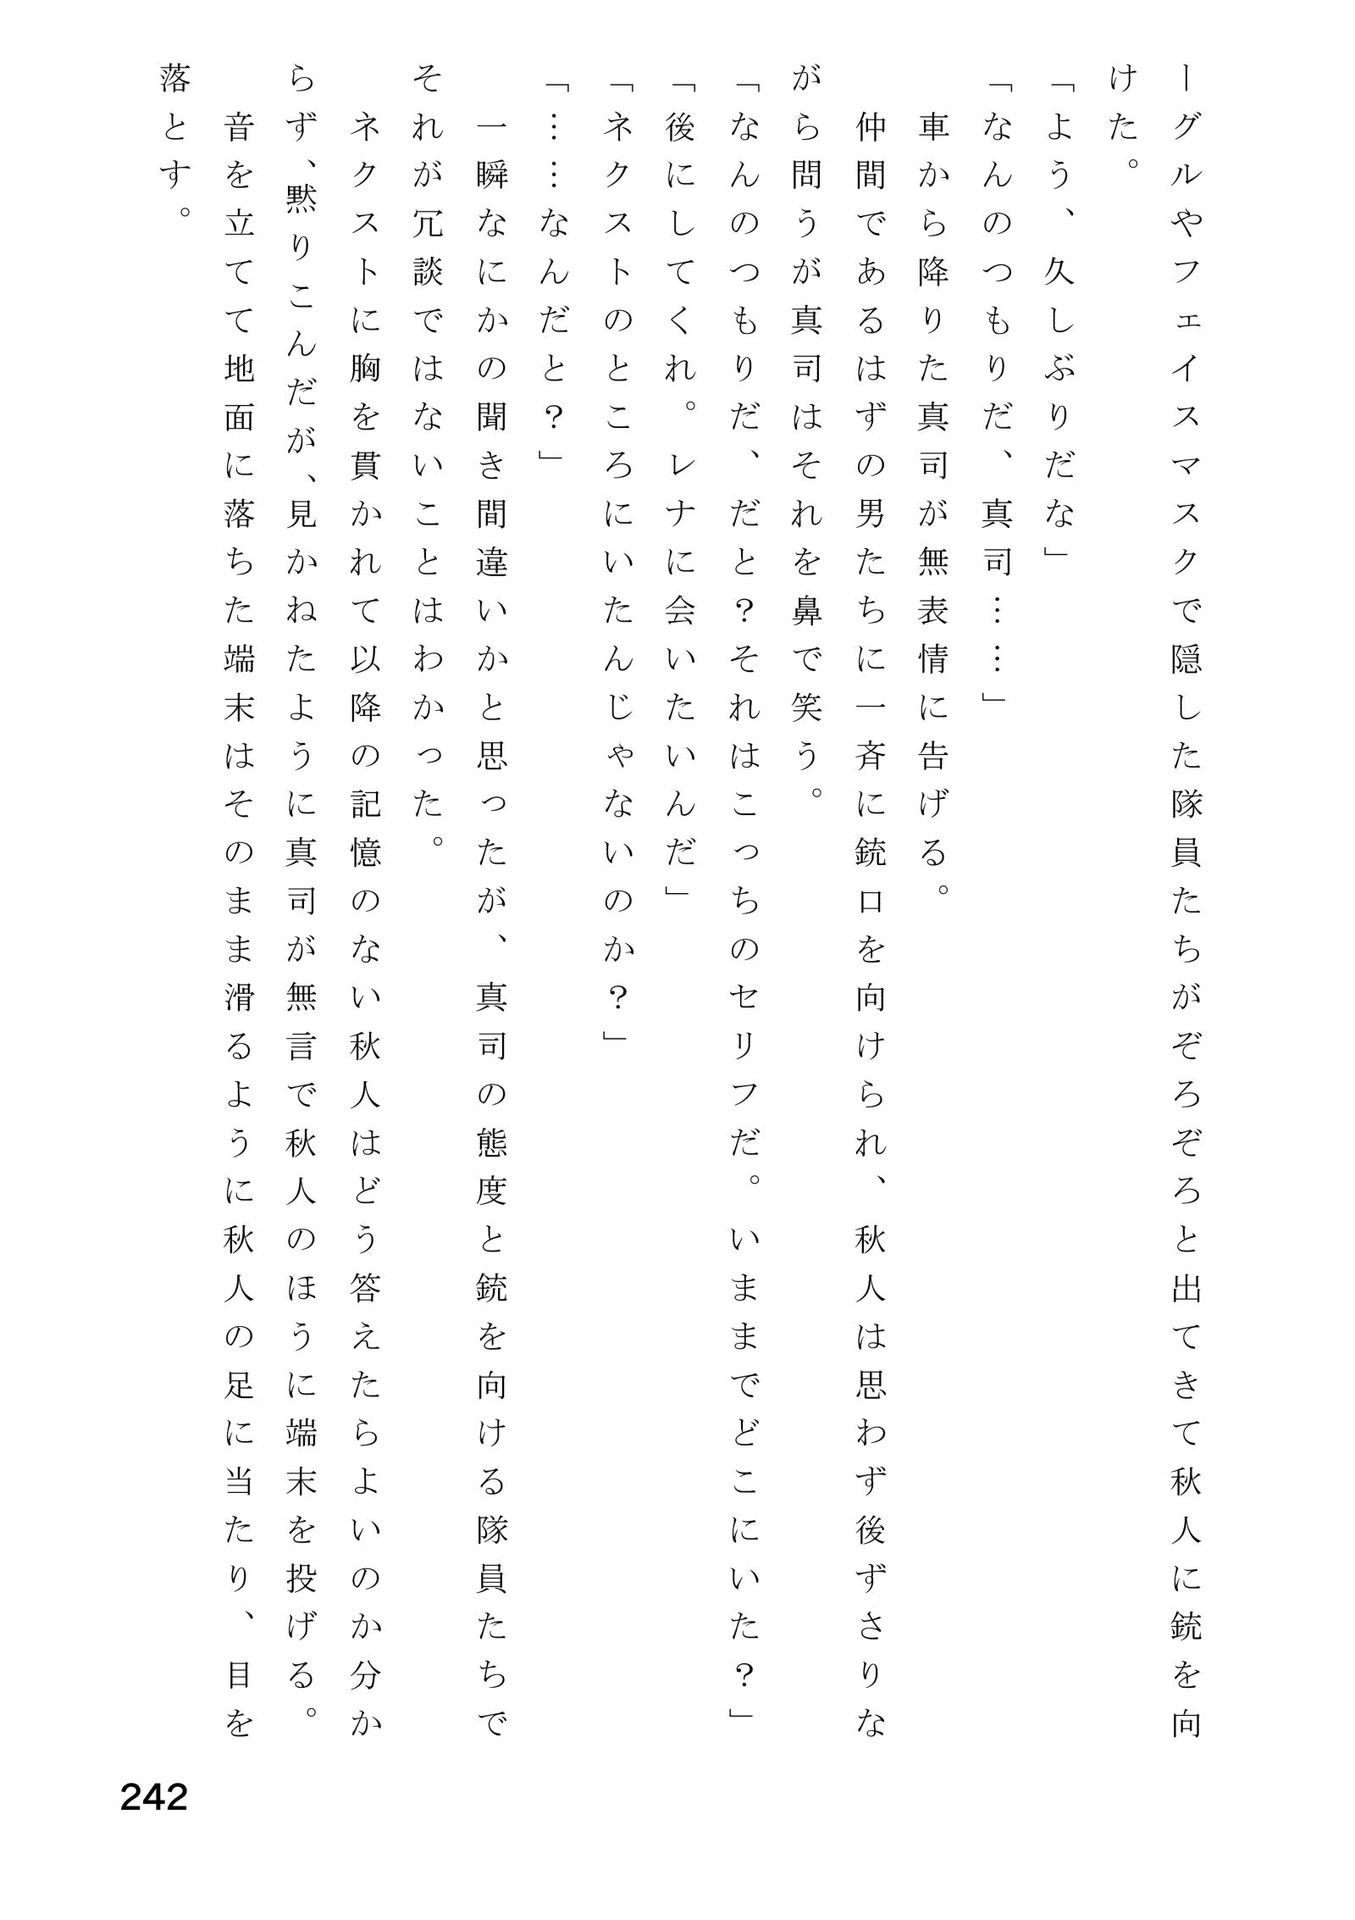 ーグルやフェイスマスクで隠した隊員たちがぞろぞろと出てきて秋人に銃を向
けた。
「よう、久しぶりだな」
「なんのつもりだ、真司……」
　車から降りた真司が無表情に告げる。
　仲間であるはずの男たちに一斉に銃口を向けられ、秋人は思わず後ずさりな
がら問うが真司はそれを鼻で笑う。
「なんのつもりだ、だと？それはこっちのセリフだ。いままでどこにいた？」
「後にしてくれ。レナに会いたいんだ」
「ネクストのところにいたんじゃないのか？」
「……なんだと？」
　一瞬なにかの聞き間違いかと思ったが、真司の態度と銃を向ける隊員たちで
それが冗談ではないことはわかった。
　ネクストに胸を貫かれて以降の記憶のない秋人はどう答えたらよいのか分か
らず、黙りこんだが、見かねたように真司が無言で秋人のほうに端末を投げる。
　音を立てて地面に落ちた端末はそのまま滑るように秋人の足に当たり、目を
落とす。
242